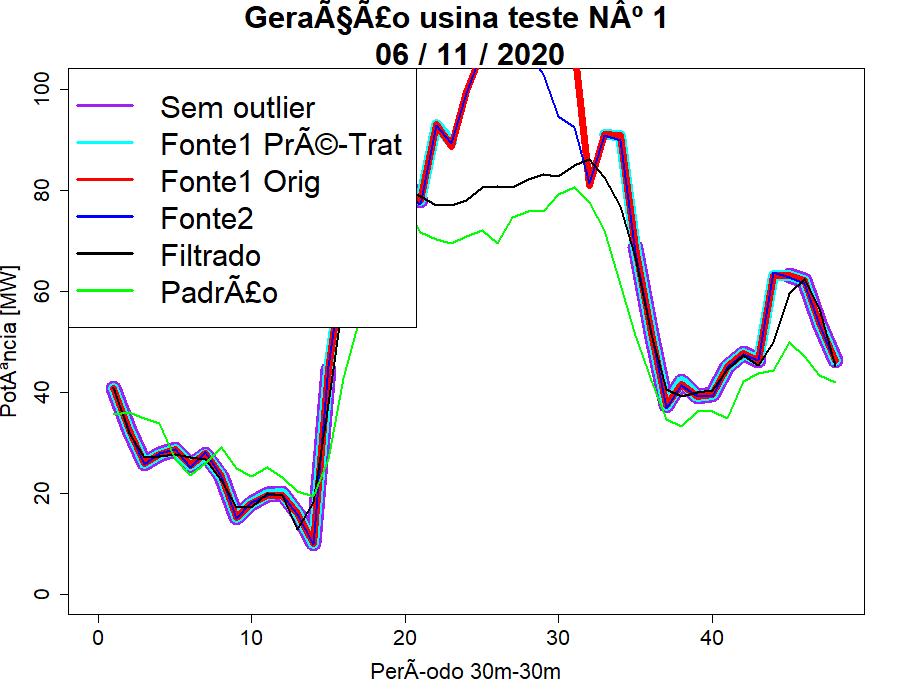 GeraÃ§Ã£o usina teste NÂº 1
06 / 11 / 2020
Sem outlier
Fonte1 PrÃ©-Trat
Fonte1 Orig
Fonte2
Filtrado
PadrÃ£o
PotÃªncia [MW]
100
80
60
40
20
0
0 10 20 30 40
PerÃ-odo 30m-30m